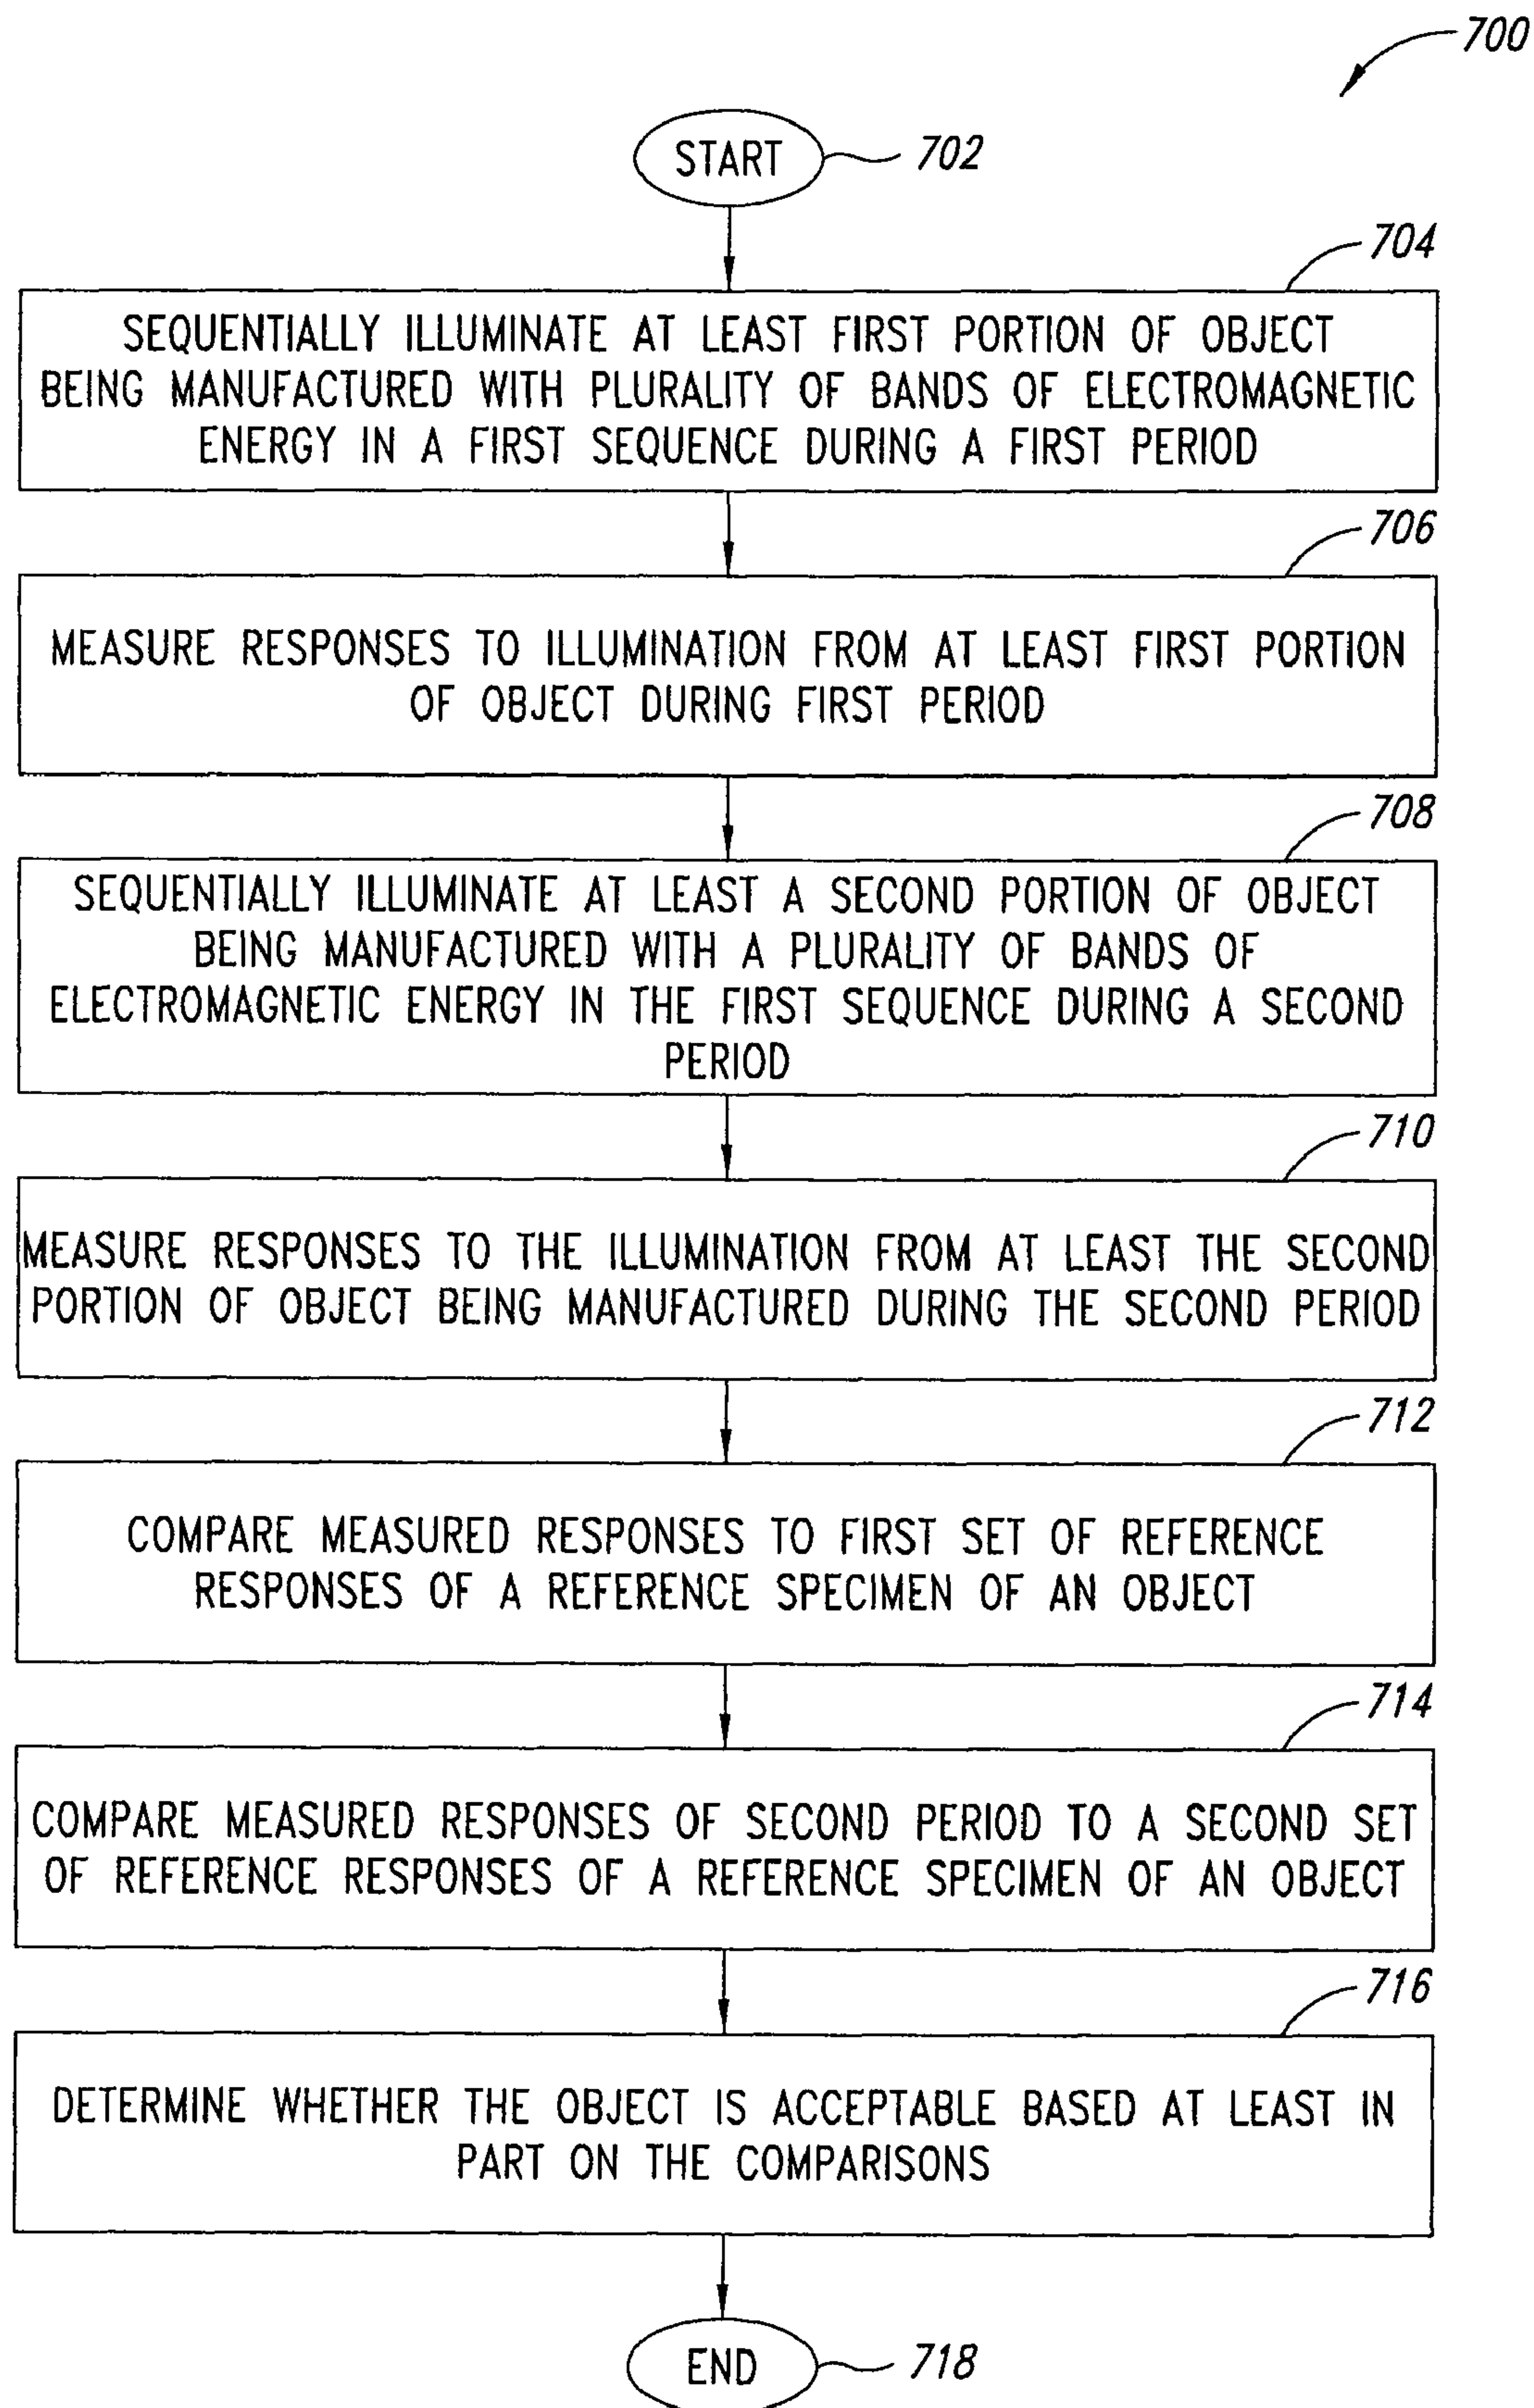 700
START
702
704
SEQUENTIALLY ILLUMINATE AT LEAST FIRST PORTION OF OBJECT
BEING MANUFACTURED WITH PLURALITY OF BANDS OF ELECTROMAGNETIC
ENERGY IN A FIRST SEQUENCE DURING A FIRST PERIOD
706
MEASURE RESPONSES TO ILLUMINATION FROM AT LEAST FIRST PORTION
OF OBJECT DURING FIRST PERIOD
708
SEQUENTIALLY ILLUMINATE AT LEAST A SECOND PORTION OF OBJECT
BEING MANUFACTURED WITH A PLURALITY OF BANDS OF
ELECTROMAGNETIC ENERGY IN THE FIRST SEQUENCE DURING A SECOND
PERIOD
710
MEASURE RESPONSES TO THE ILLUMINATION FROM AT LEAST THE SECOND
PORTION OF OBJECT BEING MANUFACTURED DURING THE SECOND PERIOD
712
COMPARE MEASURED RESPONSES TO FIRST SET OF REFERENCE
RESPONSES OF A REFERENCE SPECIMEN OF AN OBJECT
714
COMPARE MEASURED RESPONSES OF SECOND PERIOD TO A SECOND SET
OF REFERENCE RESPONSES OF A REFERENCE SPECIMEN OF AN OBJECT
716
DETERMINE WHETHER THE OBJECT IS ACCEPTABLE BASED AT LEAST IN
PART ON THE COMPARISONS
END
718